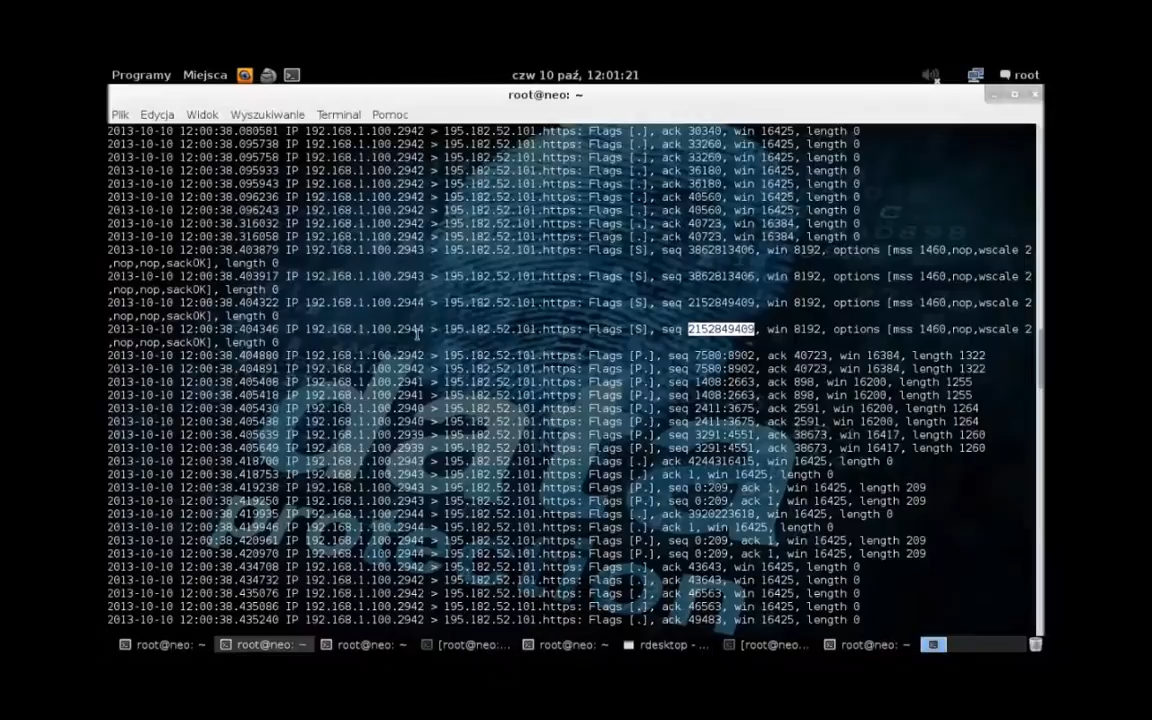 Programy Miejsca czw 10 paź, 12:01:21 root
root@neo: ~
Plik Edycja Widok Wyszukiwanie Terminal Pomoc
2013-10-10 12:00:38.080581 IP 192.168.1.100.2942 > 195.182.52.101.https: Flags [.], ack 30340, win 16425, length 0
2013-10-10 12:00:38.095738 IP 192.168.1.100.2942 > 195.182.52.101.https: Flags [.], ack 33260, win 16425, length 0
2013-10-10 12:00:38.095758 IP 192.168.1.100.2942 > 195.182.52.101.https: Flags [.], ack 33260, win 16425, length 0
2013-10-10 12:00:38.095933 IP 192.168.1.100.2942 > 195.182.52.101.https: Flags [.], ack 36180, win 16425, length 0
2013-10-10 12:00:38.095943 IP 192.168.1.100.2942 > 195.182.52.101.https: Flags [.], ack 36180, win 16425, length 0
2013-10-10 12:00:38.096236 IP 192.168.1.100.2942 > 195.182.52.101.https: Flags [.], ack 40560, win 16425, length 0
2013-10-10 12:00:38.096243 IP 192.168.1.100.2942 > 195.182.52.101.https: Flags [.], ack 40560, win 16425, length 0
2013-10-10 12:00:38.316032 IP 192.168.1.100.2942 > 195.182.52.101.https: Flags [.], ack 40723, win 16384, length 0
2013-10-10 12:00:38.316058 IP 192.168.1.100.2942 > 195.182.52.101.https: Flags [.], ack 40723, win 16384, length 0
2013-10-10 12:00:38.403879 IP 192.168.1.100.2943 > 195.182.52.101.https: Flags [S], seq 3862813406, win 8192, options [mss 1460,nop,wscale 2
,nop,nop,sackOK], length 0
2013-10-10 12:00:38.403917 IP 192.168.1.100.2943 > 195.182.52.101.https: Flags [S], seq 3862813406, win 8192, options [mss 1460,nop,wscale 2
,nop,nop,sackOK], length 0
2013-10-10 12:00:38.404322 IP 192.168.1.100.2944 > 195.182.52.101.https: Flags [S], seq 2152849409, win 8192, options [mss 1460,nop,wscale 2
,nop,nop,sackOK], length 0
2013-10-10 12:00:38.404346 IP 192.168.1.100.2944 > 195.182.52.101.https: Flags [S], seq 2152849409, win 8192, options [mss 1460,nop,wscale 2
,nop,nop,sackOK], length 0
2013-10-10 12:00:38.404880 IP 192.168.1.100.2942 > 195.182.52.101.https: Flags [P.], seq 7580:8902, ack 40723, win 16384, length 1322
2013-10-10 12:00:38.404891 IP 192.168.1.100.2942 > 195.182.52.101.https: Flags [P.], seq 7580:8902, ack 40723, win 16384, length 1322
2013-10-10 12:00:38.405408 IP 192.168.1.100.2941 > 195.182.52.101.https: Flags [P.], seq 1408:2663, ack 898, win 16200, length 1255
2013-10-10 12:00:38.405418 IP 192.168.1.100.2941 > 195.182.52.101.https: Flags [P.], seq 1408:2663, ack 898, win 16200, length 1255
2013-10-10 12:00:38.405430 IP 192.168.1.100.2940 > 195.182.52.101.https: Flags [P.], seq 2411:3675, ack 2591, win 16200, length 1264
2013-10-10 12:00:38.405438 IP 192.168.1.100.2940 > 195.182.52.101.https: Flags [P.], seq 2411:3675, ack 2591, win 16200, length 1264
2013-10-10 12:00:38.405639 IP 192.168.1.100.2939 > 195.182.52.101.https: Flags [P.], seq 3291:4551, ack 38673, win 16417, length 1260
2013-10-10 12:00:38.405649 IP 192.168.1.100.2939 > 195.182.52.101.https: Flags [P.], seq 3291:4551, ack 38673, win 16417, length 1260
2013-10-10 12:00:38.418700 IP 192.168.1.100.2943 > 195.182.52.101.https: Flags [.], ack 4244316415, win 16425, length 0
2013-10-10 12:00:38.418753 IP 192.168.1.100.2943 > 195.182.52.101.https: Flags [.], ack 1, win 16425, length 0
2013-10-10 12:00:38.419238 IP 192.168.1.100.2943 > 195.182.52.101.https: Flags [P.], seq 0:209, ack 1, win 16425, length 209
2013-10-10 12:00:38.419250 IP 192.168.1.100.2943 > 195.182.52.101.https: Flags [P.], seq 0:209, ack 1, win 16425, length 209
2013-10-10 12:00:38.419935 IP 192.168.1.100.2944 > 195.182.52.101.https: Flags [.], ack 3920223618, win 16425, length 0
2013-10-10 12:00:38.419946 IP 192.168.1.100.2944 > 195.182.52.101.https: Flags [.], ack 1, win 16425, length 0
2013-10-10 12:00:38.420961 IP 192.168.1.100.2944 > 195.182.52.101.https: Flags [P.], seq 0:209, ack 1, win 16425, length 209
2013-10-10 12:00:38.420970 IP 192.168.1.100.2944 > 195.182.52.101.https: Flags [P.], seq 0:209, ack 1, win 16425, length 209
2013-10-10 12:00:38.434708 IP 192.168.1.100.2942 > 195.182.52.101.https: Flags [.], ack 43643, win 16425, length 0
2013-10-10 12:00:38.434732 IP 192.168.1.100.2942 > 195.182.52.101.https: Flags [.], ack 43643, win 16425, length 0
2013-10-10 12:00:38.435076 IP 192.168.1.100.2942 > 195.182.52.101.https: Flags [.], ack 46563, win 16425, length 0
2013-10-10 12:00:38.435086 IP 192.168.1.100.2942 > 195.182.52.101.https: Flags [.], ack 46563, win 16425, length 0
2013-10-10 12:00:38.435240 IP 192.168.1.100.2942 > 195.182.52.101.https: Flags [.], ack 49483, win 16425, length 0
root@neo: ~ root@neo: ~ root@neo: ~ [root@neo:... root@neo: ~ rdesktop - ... [root@neo... root@neo: ~